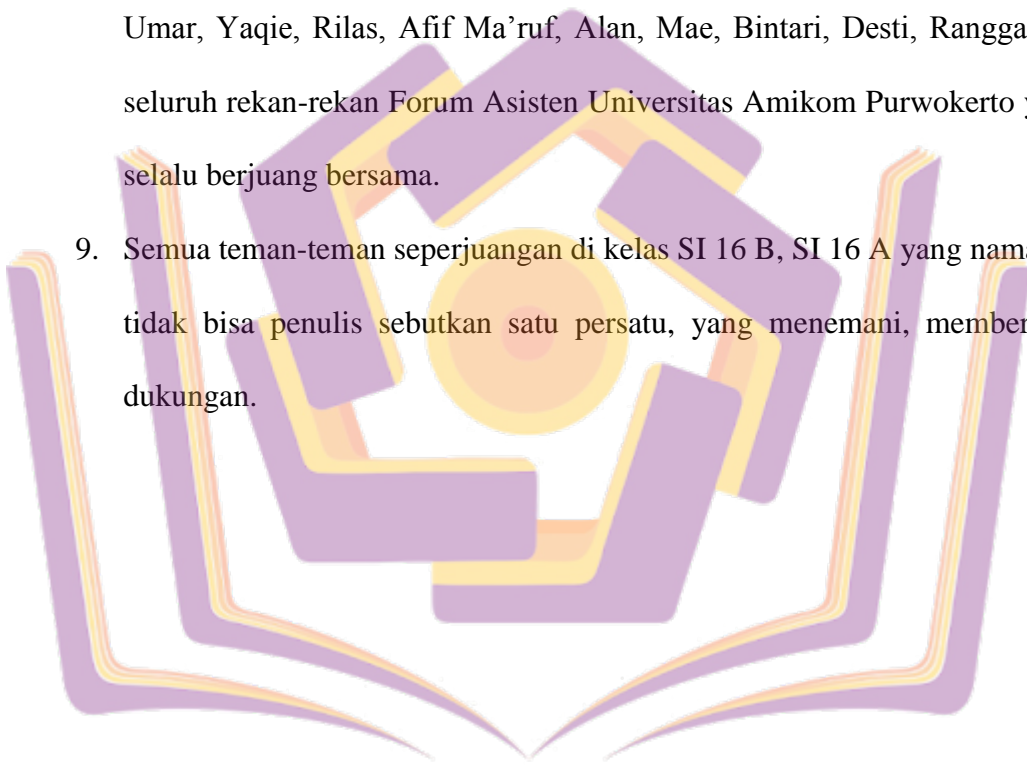 Umar, Yaqie, Rilas, Afif Ma’ruf, Alan, Mae, Bintari, Desti, Rangga
seluruh rekan-rekan Forum Asisten Universitas Amikom Purwokerto
selalu berjuang bersama.
9. Semua teman-teman seperjuangan di kelas SI 16 B, SI 16 A yang nama
tidak bisa penulis sebutkan satu persatu, yang menemani, member
dukungan.